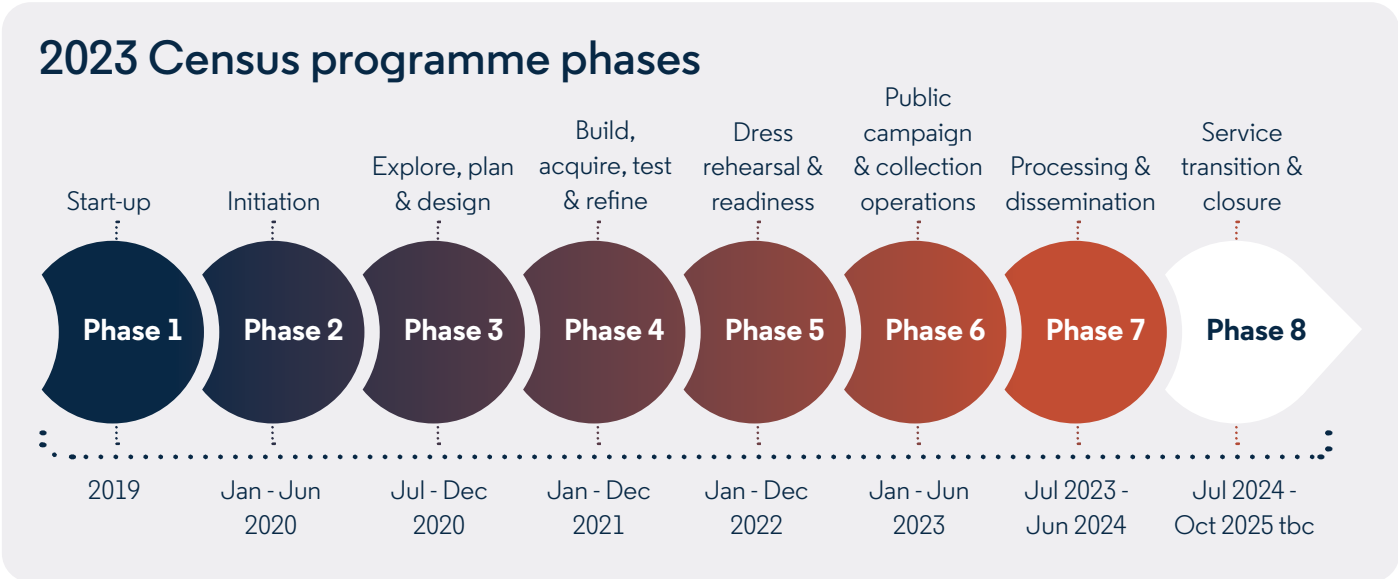 2023 Census programme phases
Start-up
Initiation
Explore, plan
& design
Build,
acquire, test
& refine
Dress
rehearsal &
readiness
Public
campaign
& collection
operations
Processing &
dissemination
Service
transition &
closure
Phase 1
Phase 2
Phase 3
Phase 4
Phase 5
Phase 6
Phase 7
Phase 8
2019
Jan - Jun
2020
Jul - Dec
2020
Jan - Dec
2021
Jan - Dec
2022
Jan - Jun
2023
Jul 2023 -
Jun 2024
Jul 2024 -
Oct 2025 tbc